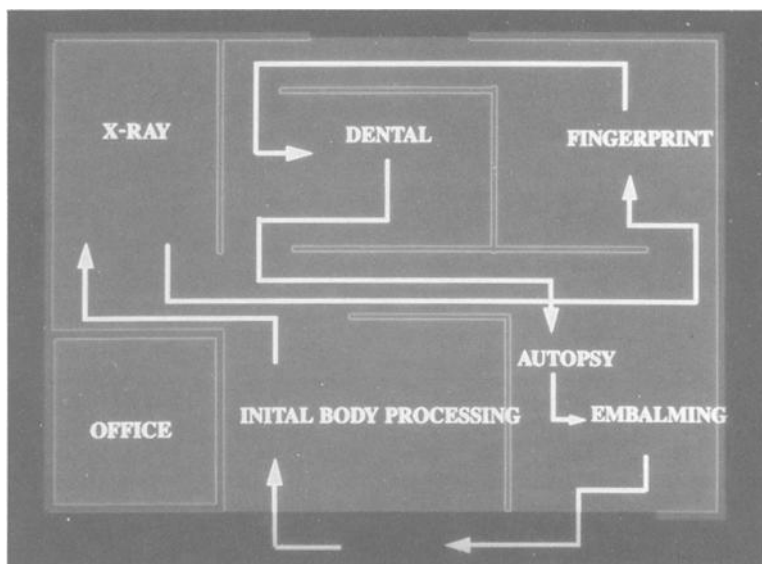 X-RAY
DENTAL
FINGERPRINT
AUTOPSY
OFFICE
INITAL BODY PROCESSING
EMBALMING